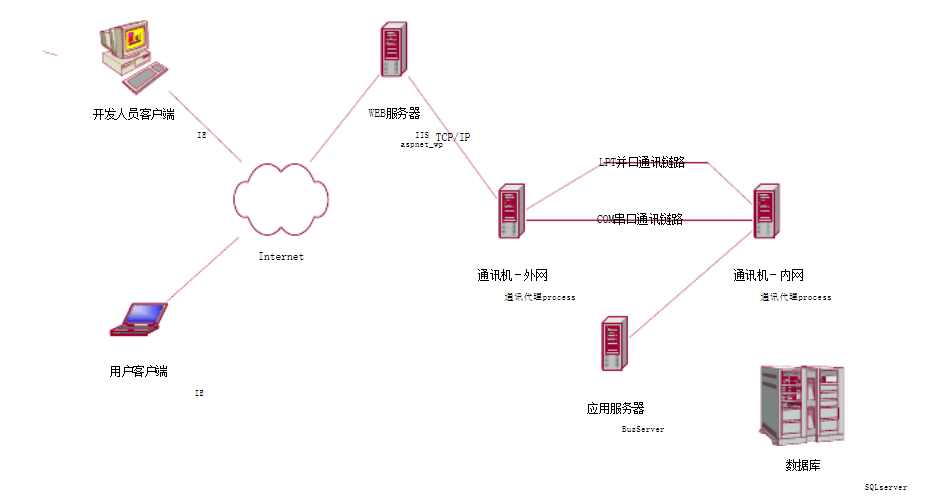 开发人员客户端
IE
WEB服务器
IIS
TCP/IP
aspnet_wp
LPT并口通讯链路
COM串口通讯链路
Internet
通讯机－外网
通讯代理process
通讯机－内网
通讯代理process
用户客户端
IE
应用服务器
BuzServer
数据库
SQLserver